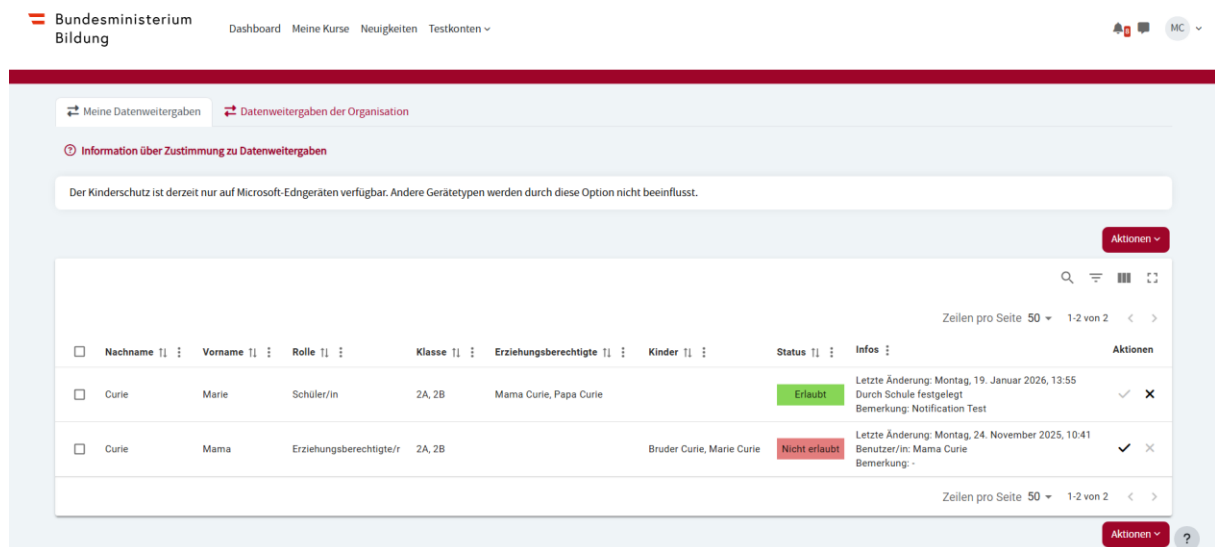 Bundesministerium
Bildung
Dashboard Meine Kurse Neuigkeiten Testkonten
8
MC
Meine Datenweitergaben Datenweitergaben der Organisation
Information über Zustimmung zu Datenweitergaben
Der Kinderschutz ist derzeit nur auf Microsoft-Edngeräten verfügbar. Andere Gerätetypen werden durch diese Option nicht beeinflusst.
Aktionen
Zeilen pro Seite 50 1-2 von 2
Nachname Vorname Rolle Klasse Erziehungsberechtigte Kinder Status Infos Aktionen
Curie Marie Schüler/in 2A, 2B Mama Curie, Papa Curie Erlaubt Letzte Änderung: Montag, 19. Januar 2026, 13:55
Durch Schule festgelegt
Bemerkung: Notification Test
Curie Mama Erziehungsberechtigte/r 2A, 2B Bruder Curie, Marie Curie Nicht erlaubt Letzte Änderung: Montag, 24. November 2025, 10:41
Benutzer/in: Mama Curie
Bemerkung: -
Zeilen pro Seite 50 1-2 von 2
Aktionen
?